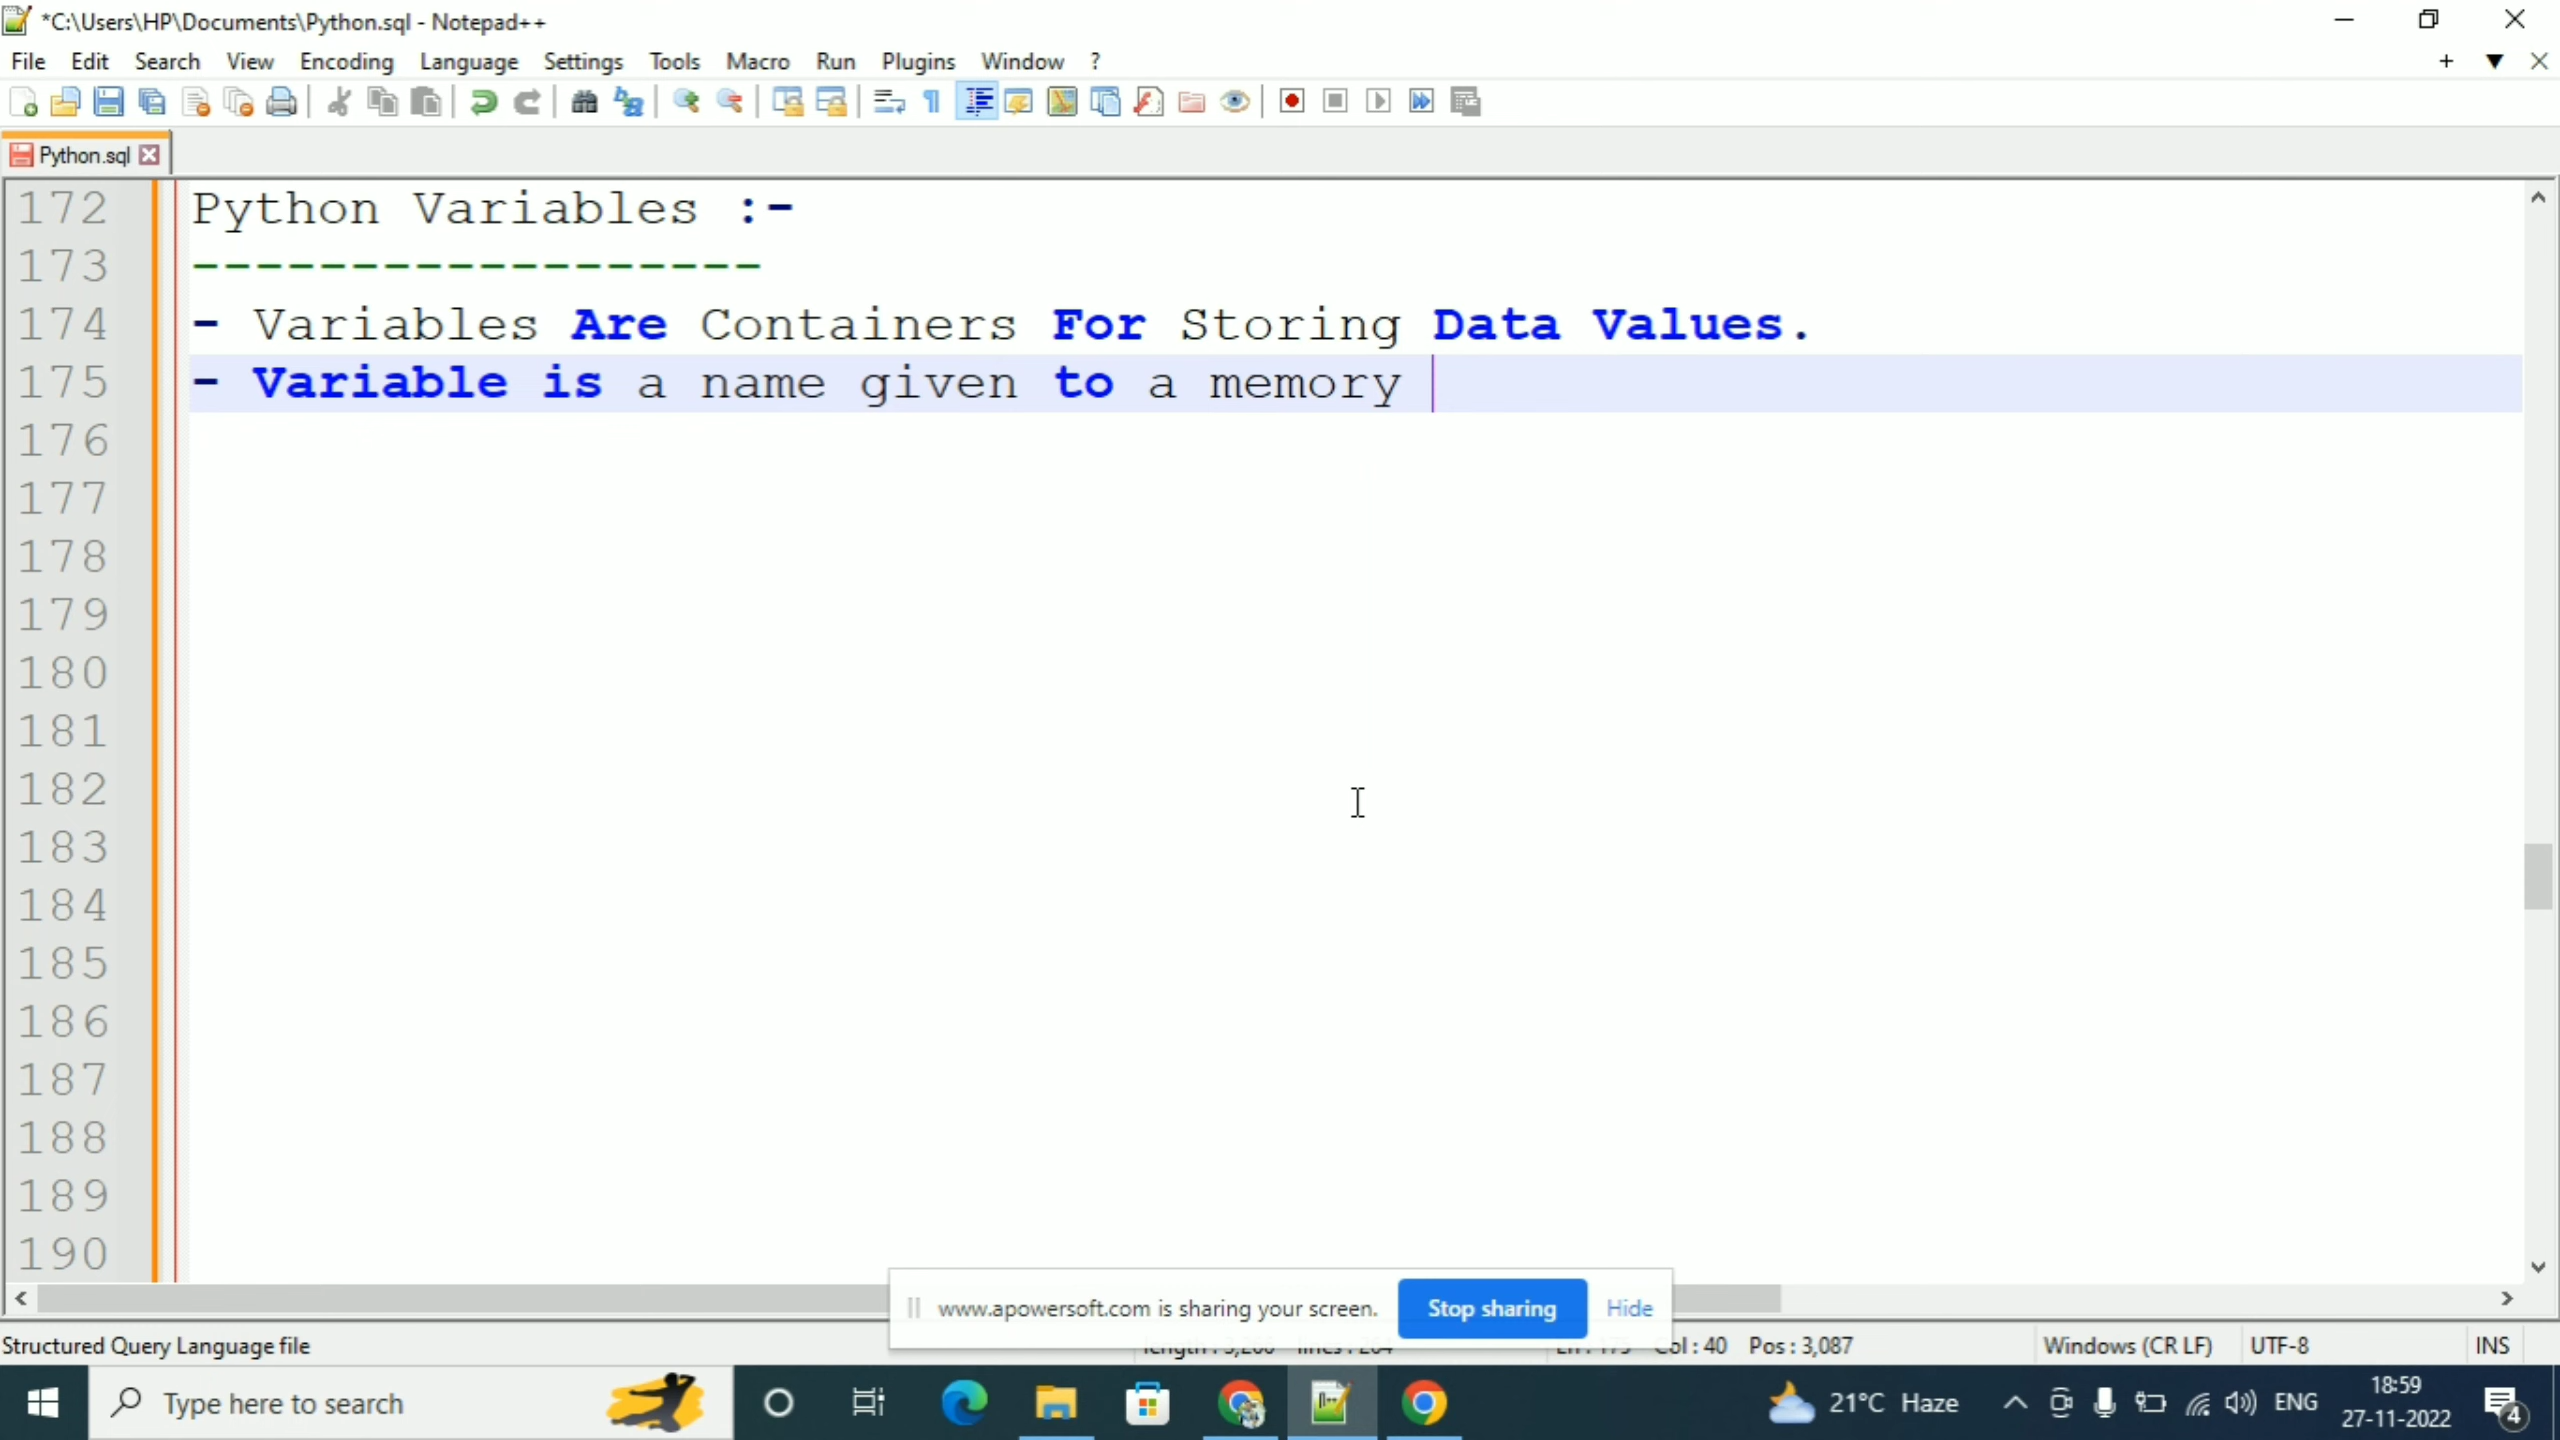 *C:\Users\HP\Documents\Python.sql - Notepad++
File Edit Search View Encoding Language Settings Tools Macro Run Plugins Window ?
Python.sql
172 Python Variables :-
173 ------------------
174 - Variables Are Containers For Storing Data Values.
175 - Variable is a name given to a memory
176
177
178
179
180
181
182
183
184
185
186
187
188
189
190
www.apowersoft.com is sharing your screen. Stop sharing Hide
Structured Query Language file Col : 40 Pos : 3,087 Windows (CR LF) UTF-8 INS
Type here to search 21°C Haze ENG 18:59
27-11-2022 4